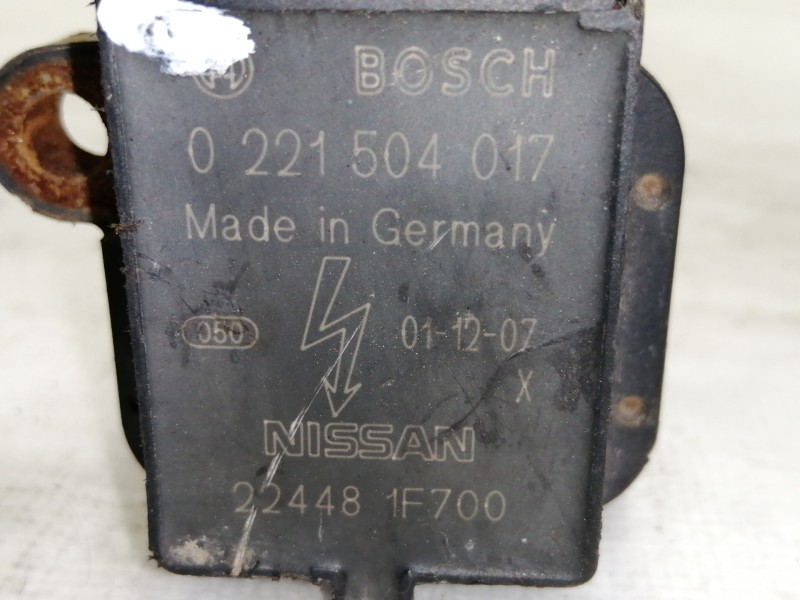 BOSCH
0 221 504 017
Made in Germany
050 01-12-07
X
NISSAN
22448 1F700